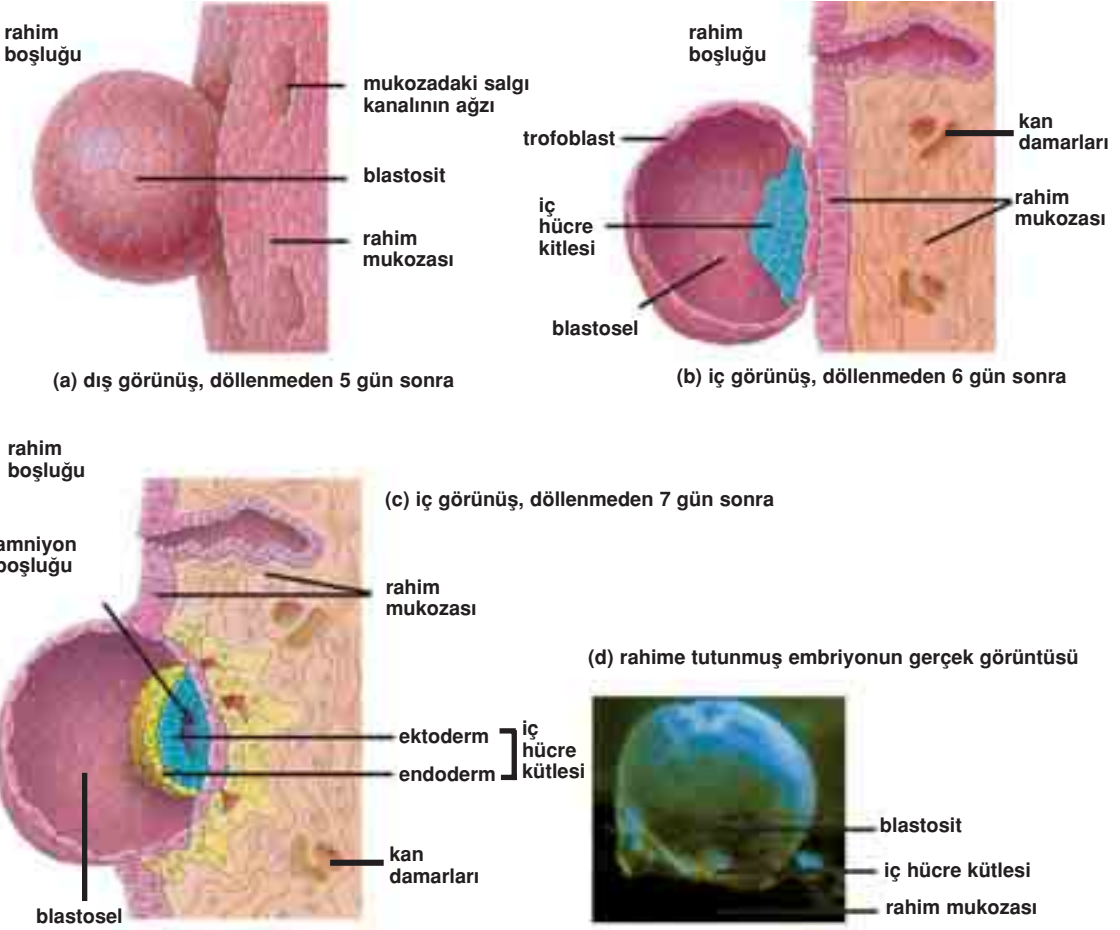 rahim
boşluğu
mukozadaki salgı
kanalının ağzı
blastosit
rahim
mukozası
(a) dış görünüş, döllenmeden 5 gün sonra
rahim
boşluğu
trofoblast
iç
hücre
kitlesi
blastosel
kan
damarları
rahim
mukozası
(b) iç görünüş, döllenmeden 6 gün sonra
rahim
boşluğu
amniyon
boşluğu
(c) iç görünüş, döllenmeden 7 gün sonra
rahim
mukozası
ektoderm
endoderm
iç
hücre
kütlesi
kan
damarları
blastosel
(d) rahime tutunmuş embriyonun gerçek görüntüsü
blastosit
iç hücre kütlesi
rahim mukozası